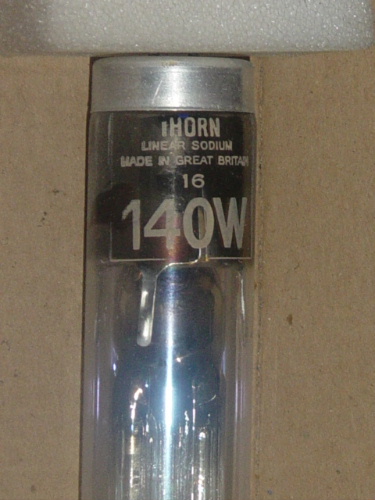 THORN
LINEAR SODIUM
MADE IN GREAT BRITAIN
16
140W